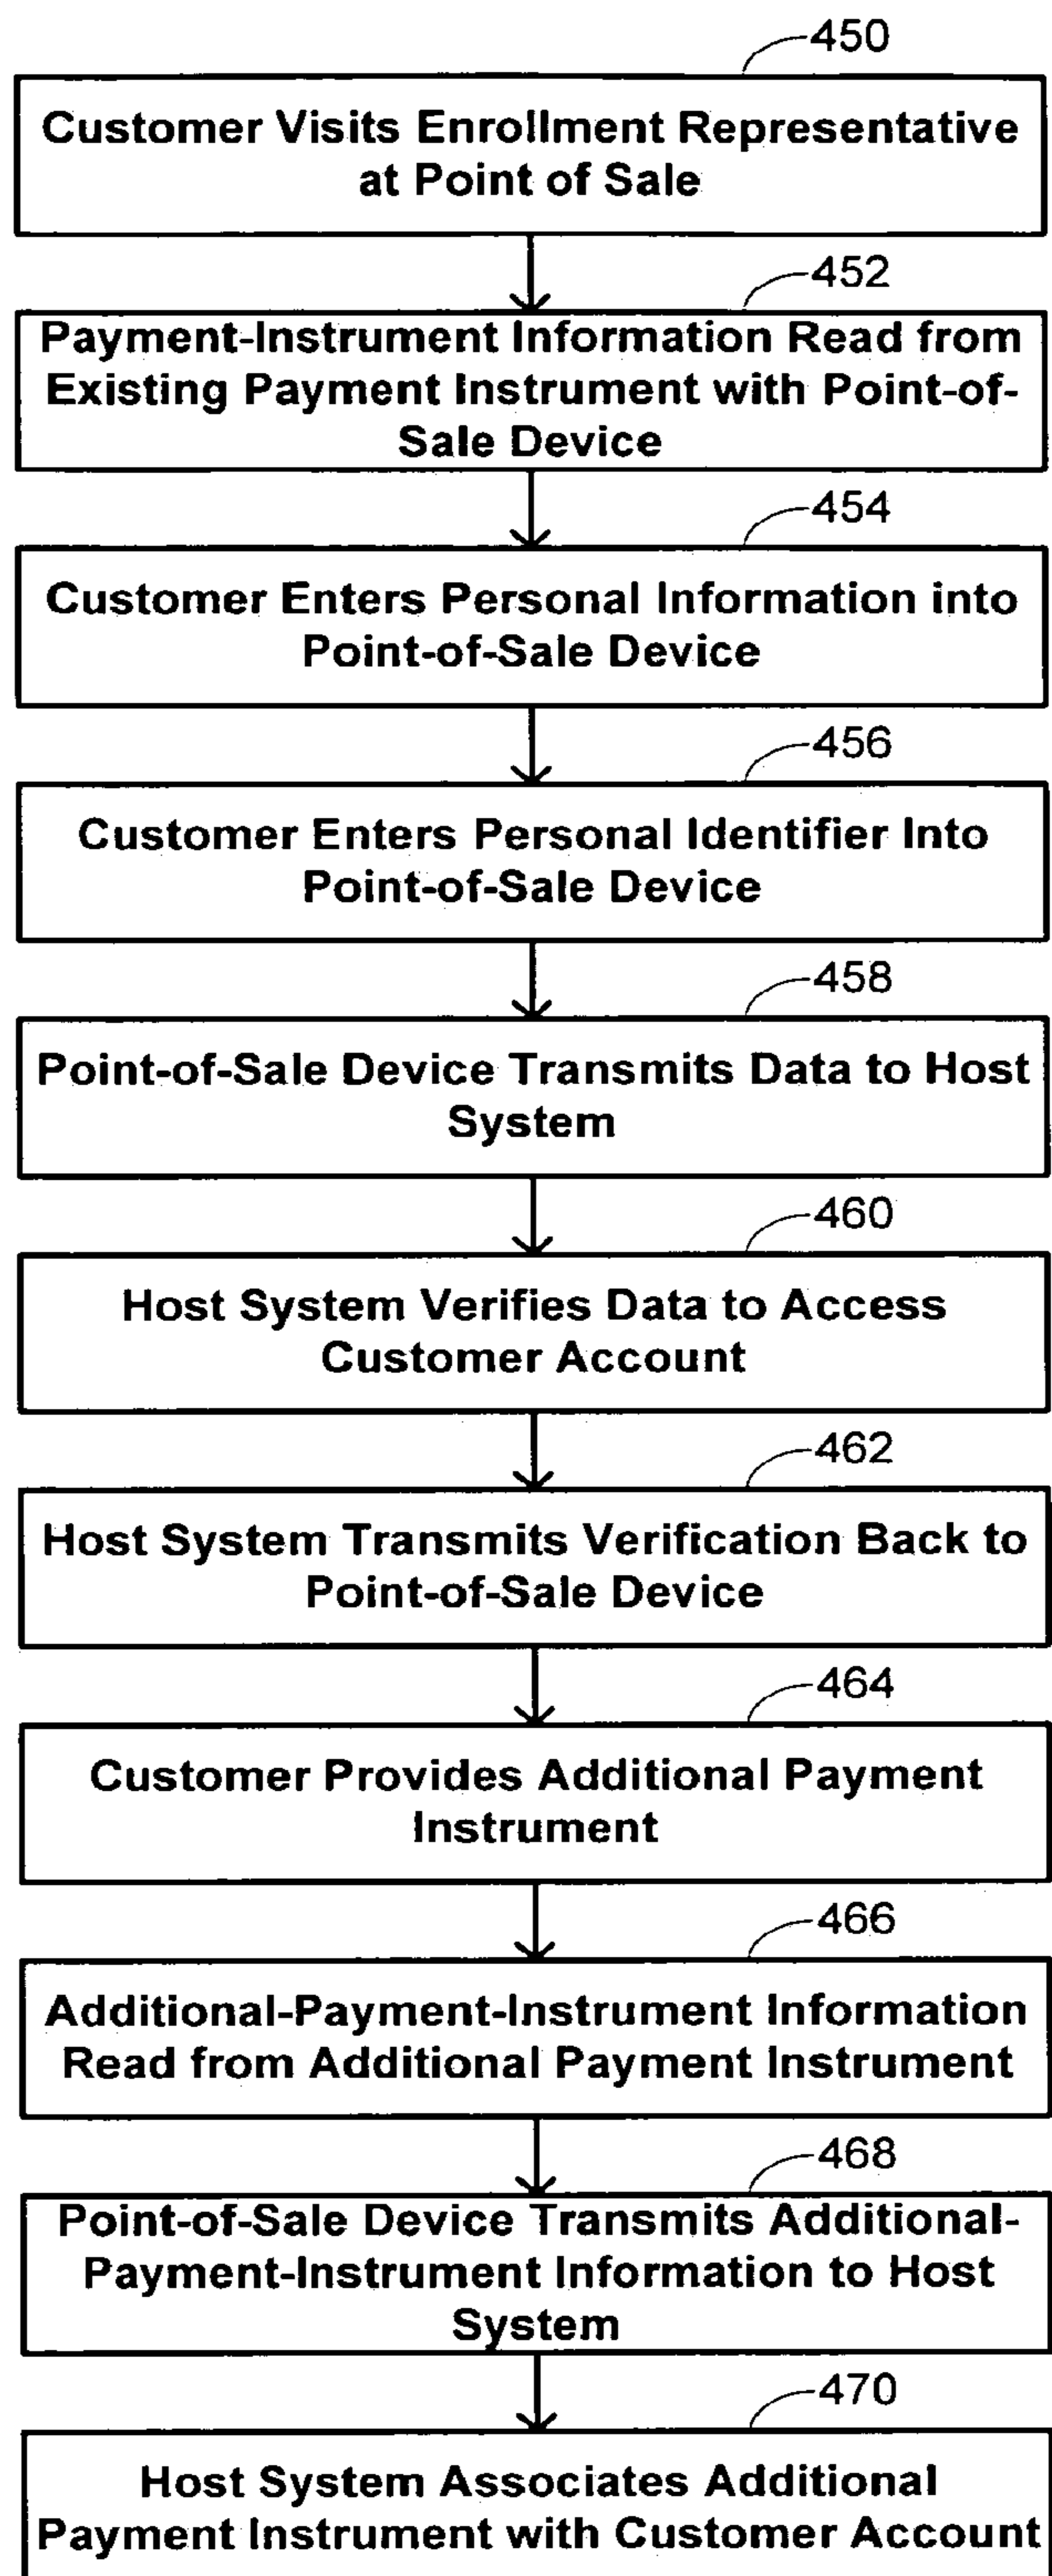 450
Customer Visits Enrollment Representative
at Point of Sale
452
Payment-Instrument Information Read from
Existing Payment Instrument with Point-of-
Sale Device
454
Customer Enters Personal Information into
Point-of-Sale Device
456
Customer Enters Personal Identifier Into
Point-of-Sale Device
458
Point-of-Sale Device Transmits Data to Host
System
460
Host System Verifies Data to Access
Customer Account
462
Host System Transmits Verification Back to
Point-of-Sale Device
464
Customer Provides Additional Payment
Instrument
466
Additional-Payment-Instrument Information
Read from Additional Payment Instrument
468
Point-of-Sale Device Transmits Additional-
Payment-Instrument Information to Host
System
470
Host System Associates Additional
Payment Instrument with Customer Account